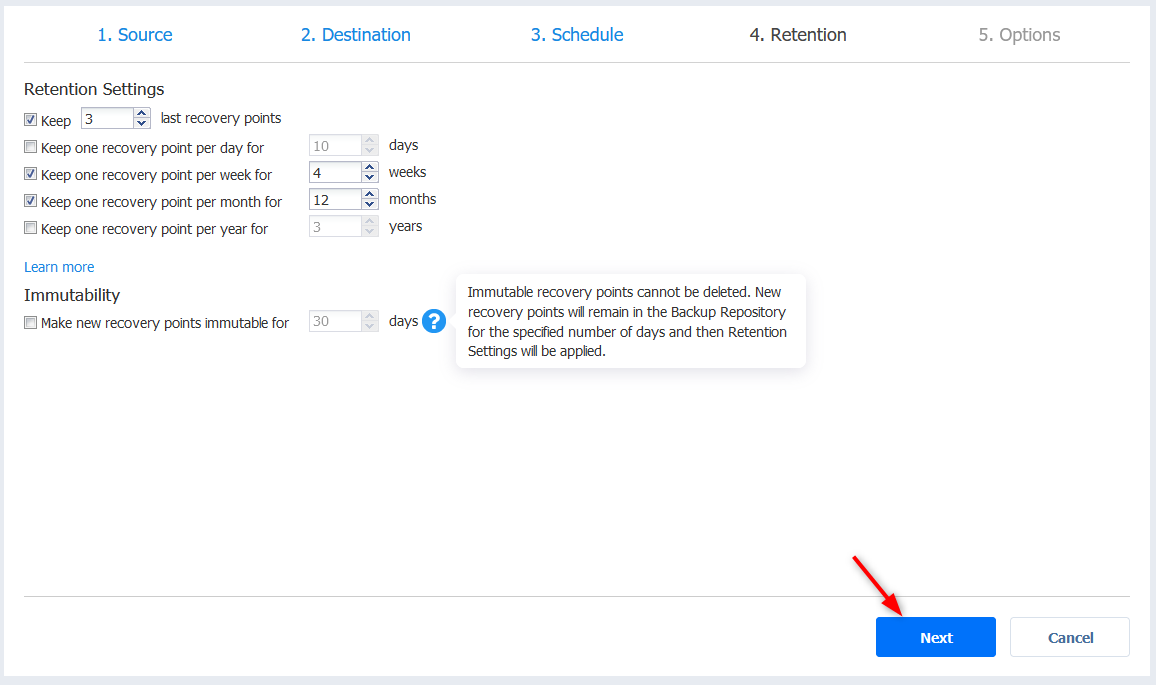 1. Source 2. Destination 3. Schedule 4. Retention 5. Options
Retention Settings
Keep 3 last recovery points
Keep one recovery point per day for 10 days
Keep one recovery point per week for 4 weeks
Keep one recovery point per month for 12 months
Keep one recovery point per year for 3 years
Learn more
Immutability
Make new recovery points immutable for 30 days ?
Immutable recovery points cannot be deleted. New
recovery points will remain in the Backup Repository
for the specified number of days and then Retention
Settings will be applied.
Next Cancel